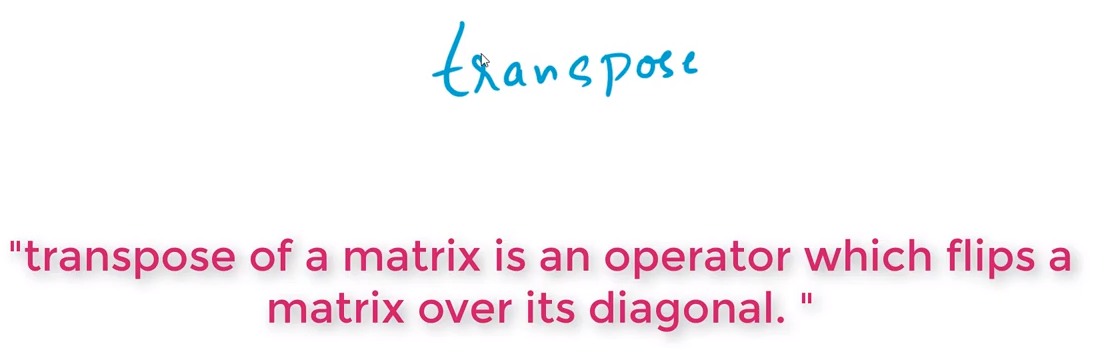 transpose
"transpose of a matrix is an operator which flips a
matrix over its diagonal. "